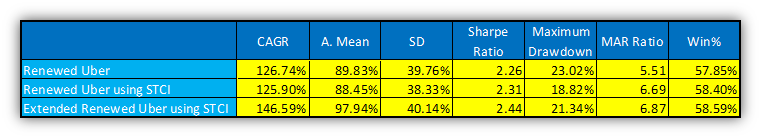 CAGR A. Mean SD Sharpe Ratio Maximum Drawdown MAR Ratio Win%
Renewed Uber 126.74% 89.83% 39.76% 2.26 23.02% 5.51 57.85%
Renewed Uber using STCI 125.90% 88.45% 38.33% 2.31 18.82% 6.69 58.40%
Extended Renewed Uber using STCI 146.59% 97.94% 40.14% 2.44 21.34% 6.87 58.59%